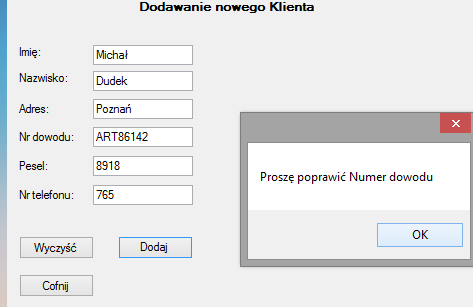 Dodawanie nowego Klienta
Imię: Michał
Nazwisko: Dudek
Adres: Poznań
Nr dowodu: ART86142
Pesel: 8918
Nr telefonu: 765
Proszę poprawić Numer dowodu
OK
Wyczyść Dodaj
Cofnij